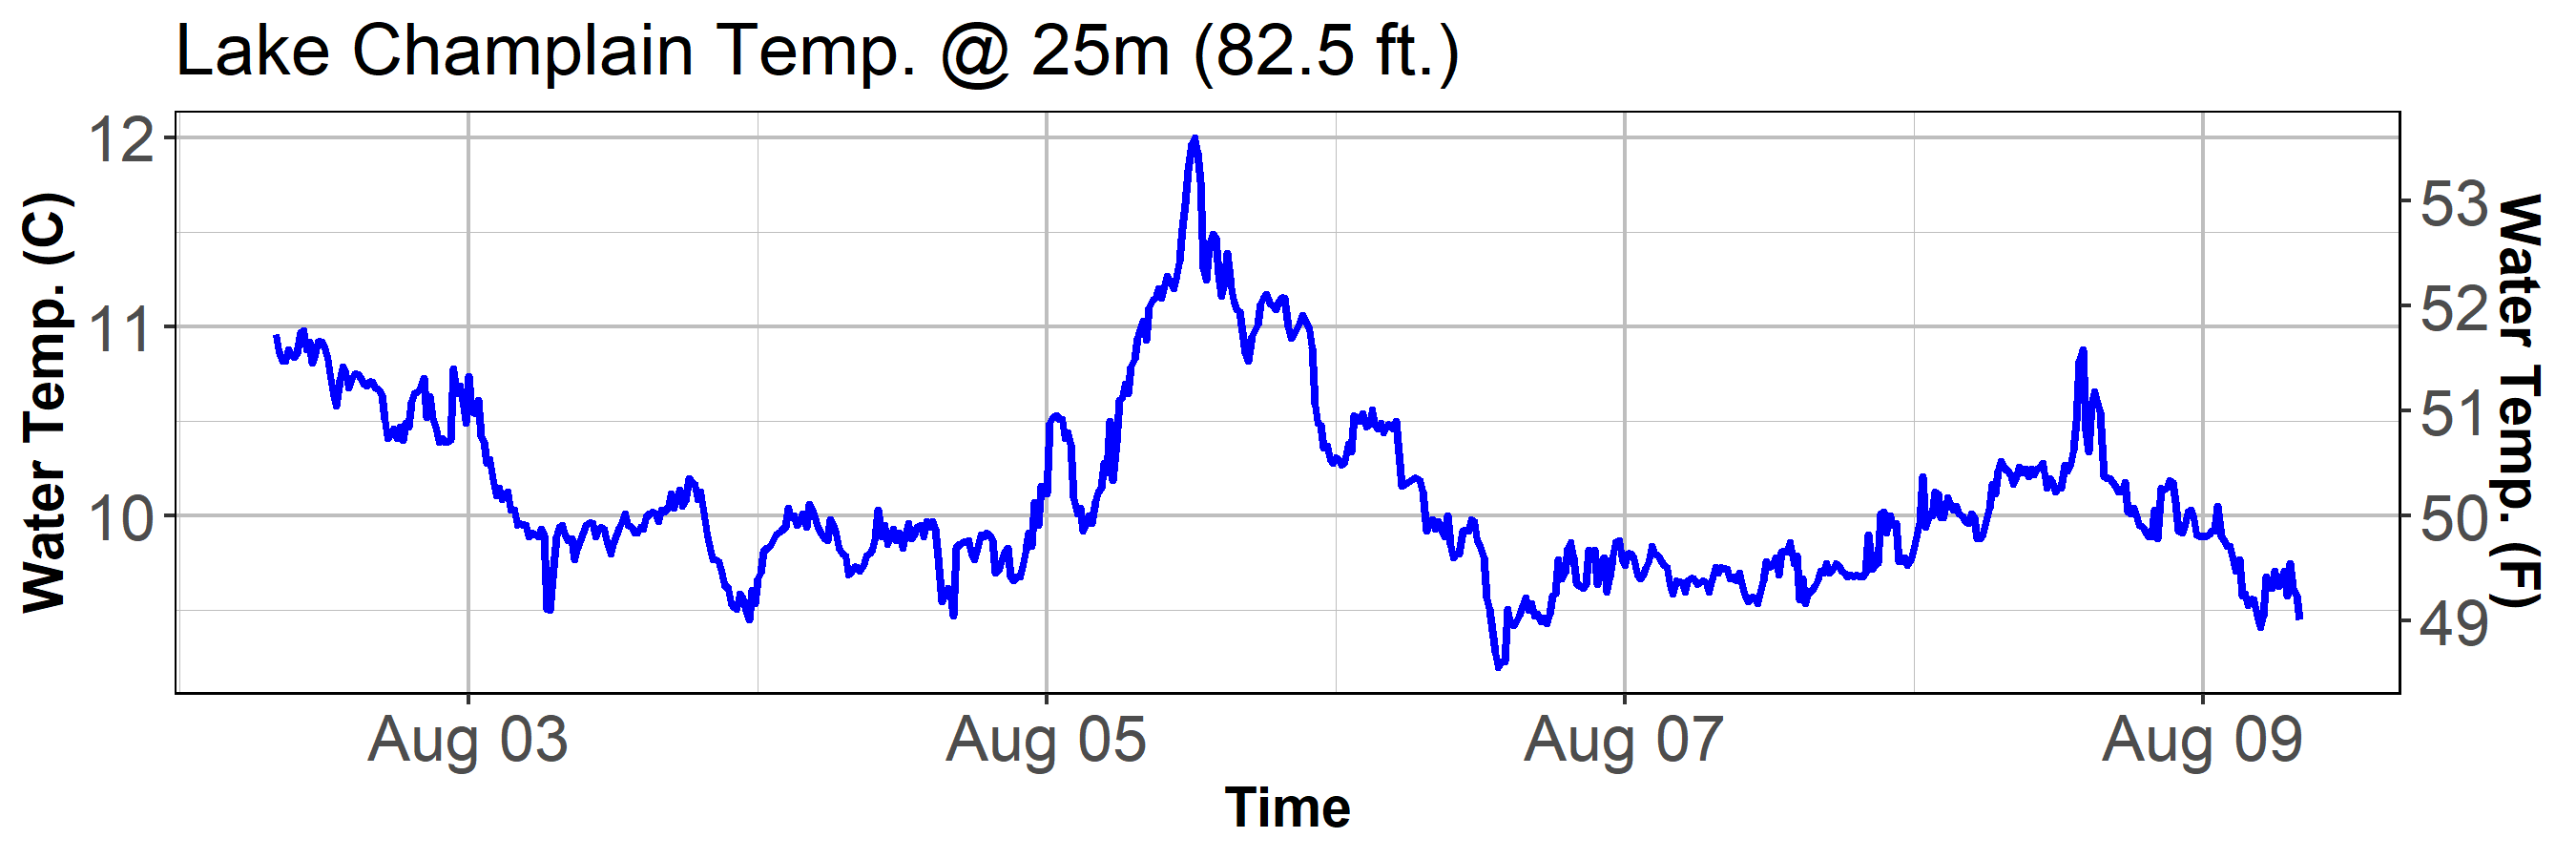 Lake Champlain Temp. @ 25m (82.5 ft.)
Water Temp. (C)
12
11
10
53
52
51
50
49
Water Temp. (F)
Aug 03 Aug 05 Aug 07 Aug 09
Time